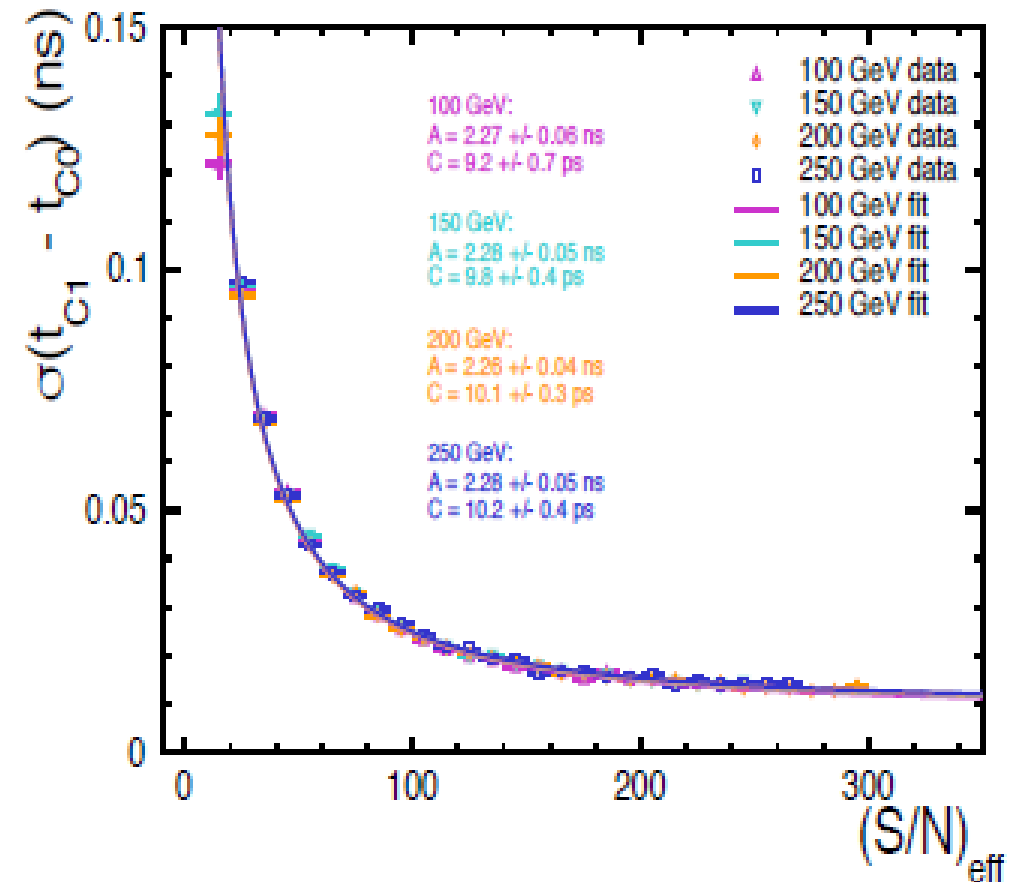 σ(t_C1 - t_C0) (ns)
0.15
0.1
0.05
0
0 100 200 300
(S/N)_eff
100 GeV:
A = 2.27 +/- 0.06 ns
C = 9.2 +/- 0.7 ps
150 GeV:
A = 2.28 +/- 0.05 ns
C = 9.8 +/- 0.4 ps
200 GeV:
A = 2.26 +/- 0.04 ns
C = 10.1 +/- 0.3 ps
250 GeV:
A = 2.28 +/- 0.05 ns
C = 10.2 +/- 0.4 ps
100 GeV data
150 GeV data
200 GeV data
250 GeV data
100 GeV fit
150 GeV fit
200 GeV fit
250 GeV fit